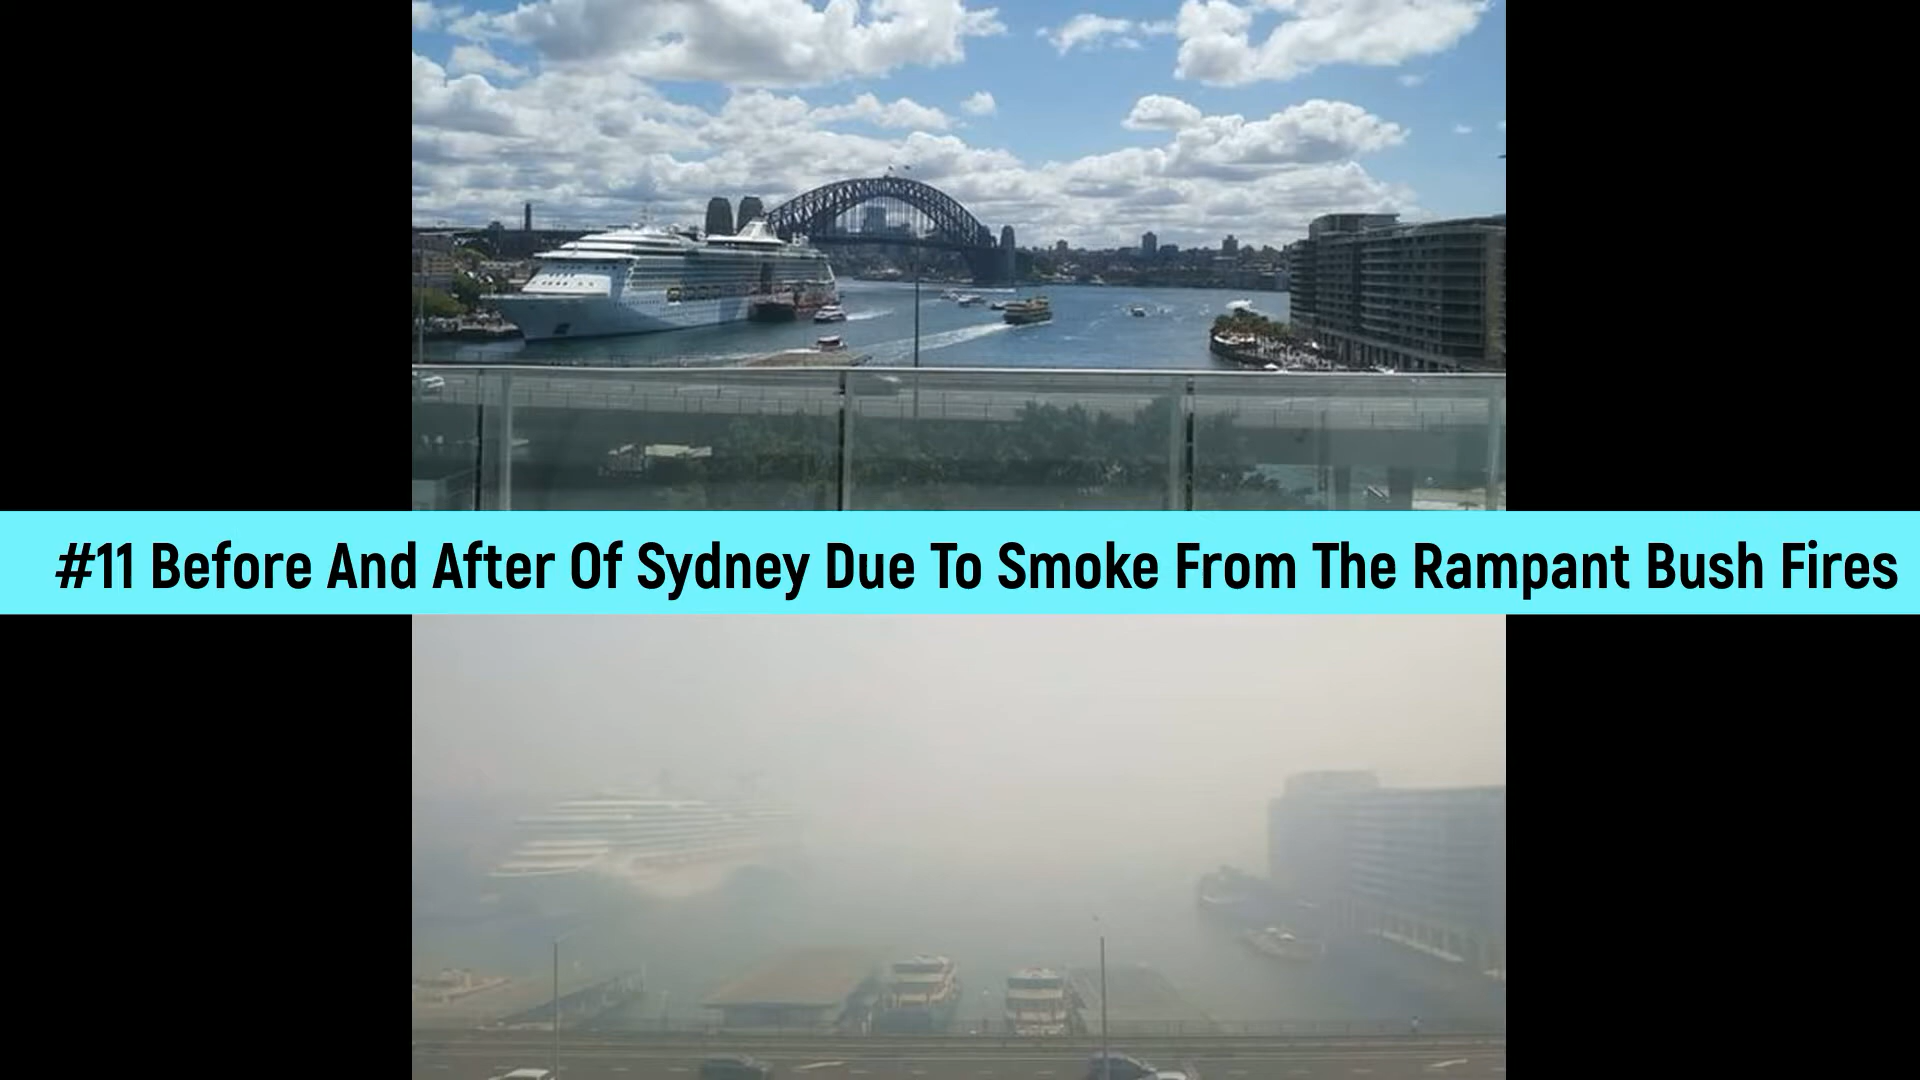 #11 Before And After Of Sydney Due To Smoke From The Rampant Bush Fires